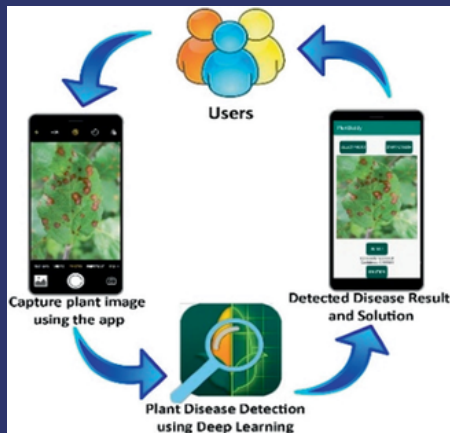 Users
Capture plant image
using the app
Detected Disease Result
and Solution
Plant Disease Detection
using Deep Learning